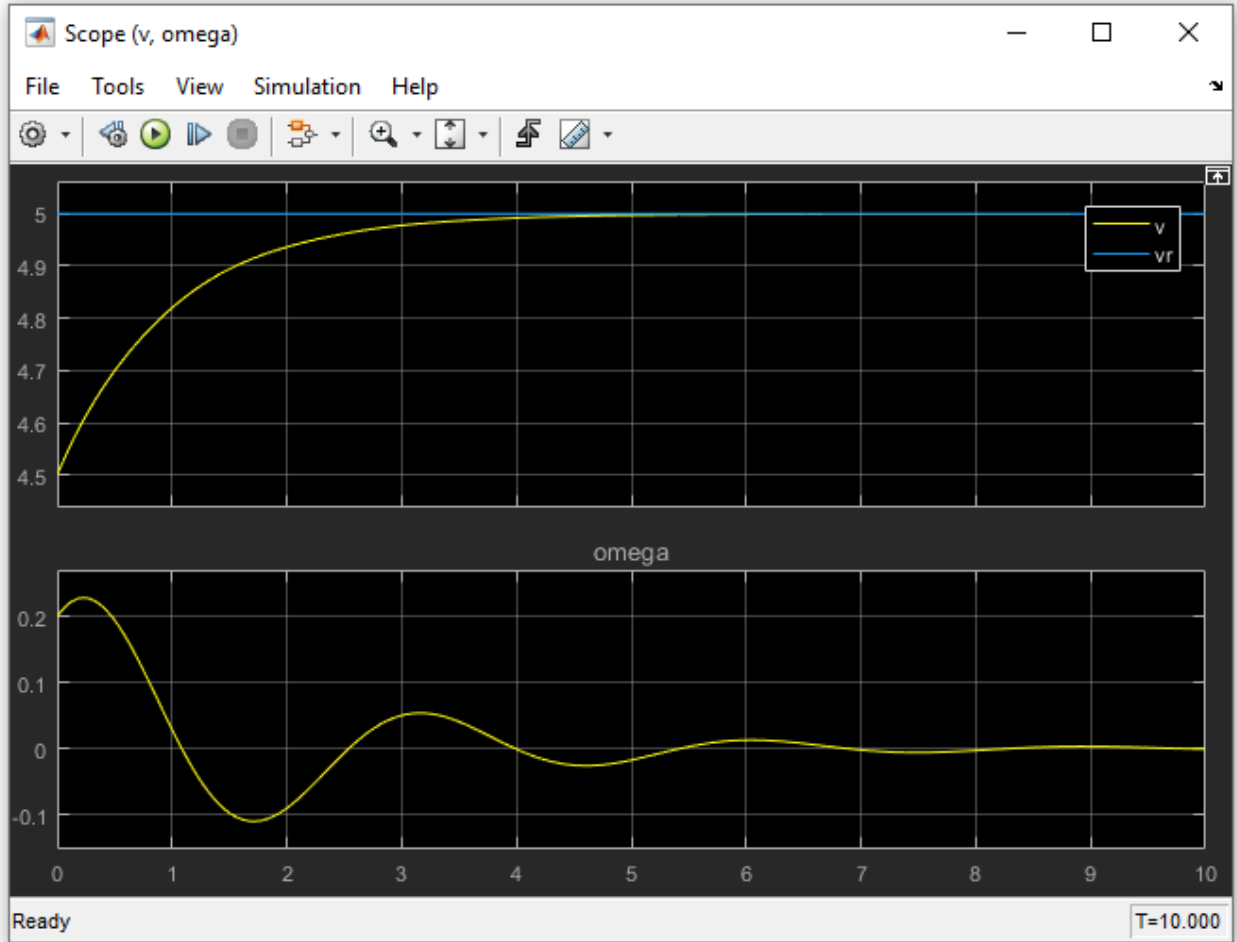 Scope (v, omega)
File Tools View Simulation Help
5
4.9
4.8
4.7
4.6
4.5
v
vr
omega
0.2
0.1
0
-0.1
0 1 2 3 4 5 6 7 8 9 10
Ready T=10.000